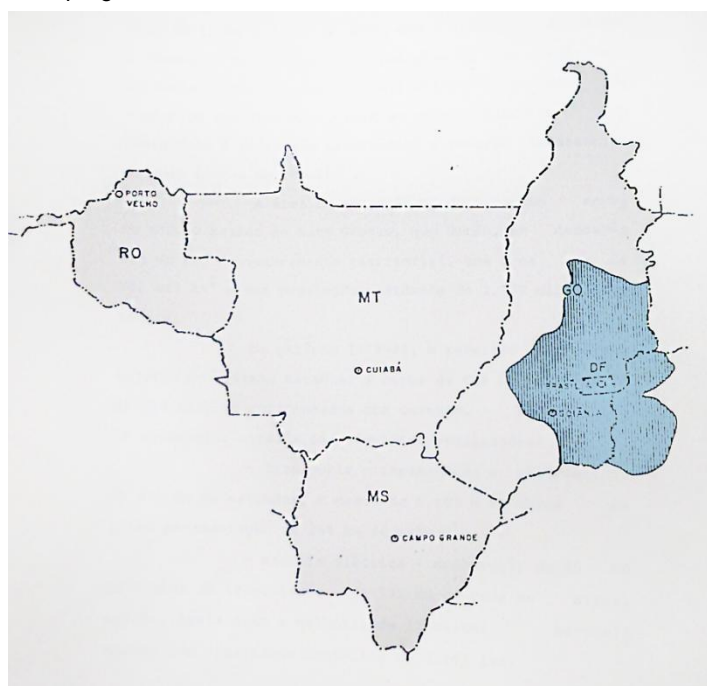 PORTO
VELHO
RO
MT
GO
CUIABÁ
DF
GOIÂNIA
MS
CAMPO GRANDE